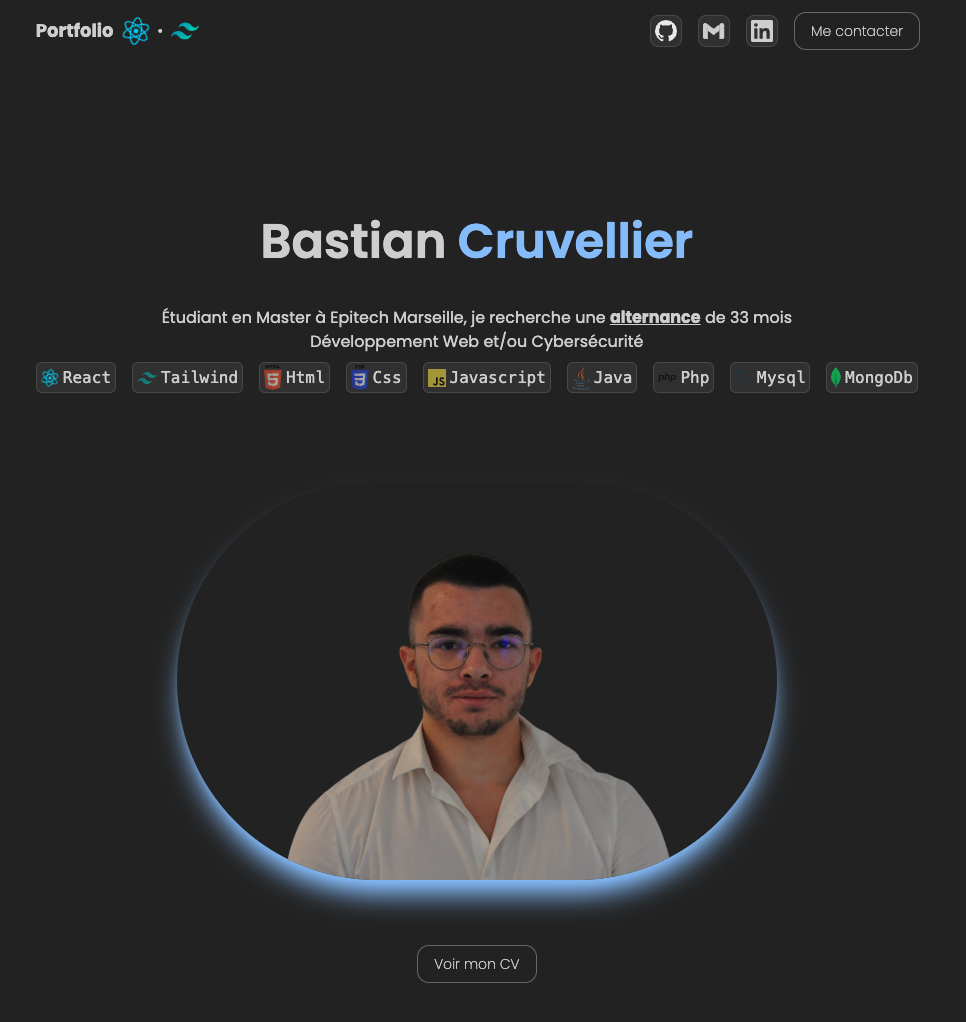 Portfolio
Me contacter
Bastian Cruvellier
Étudiant en Master à Epitech Marseille, je recherche une alternance de 33 mois
Développement Web et/ou Cybersécurité
React Tailwind Html Css JS Javascript Java php Php Mysql MongoDb
Voir mon CV